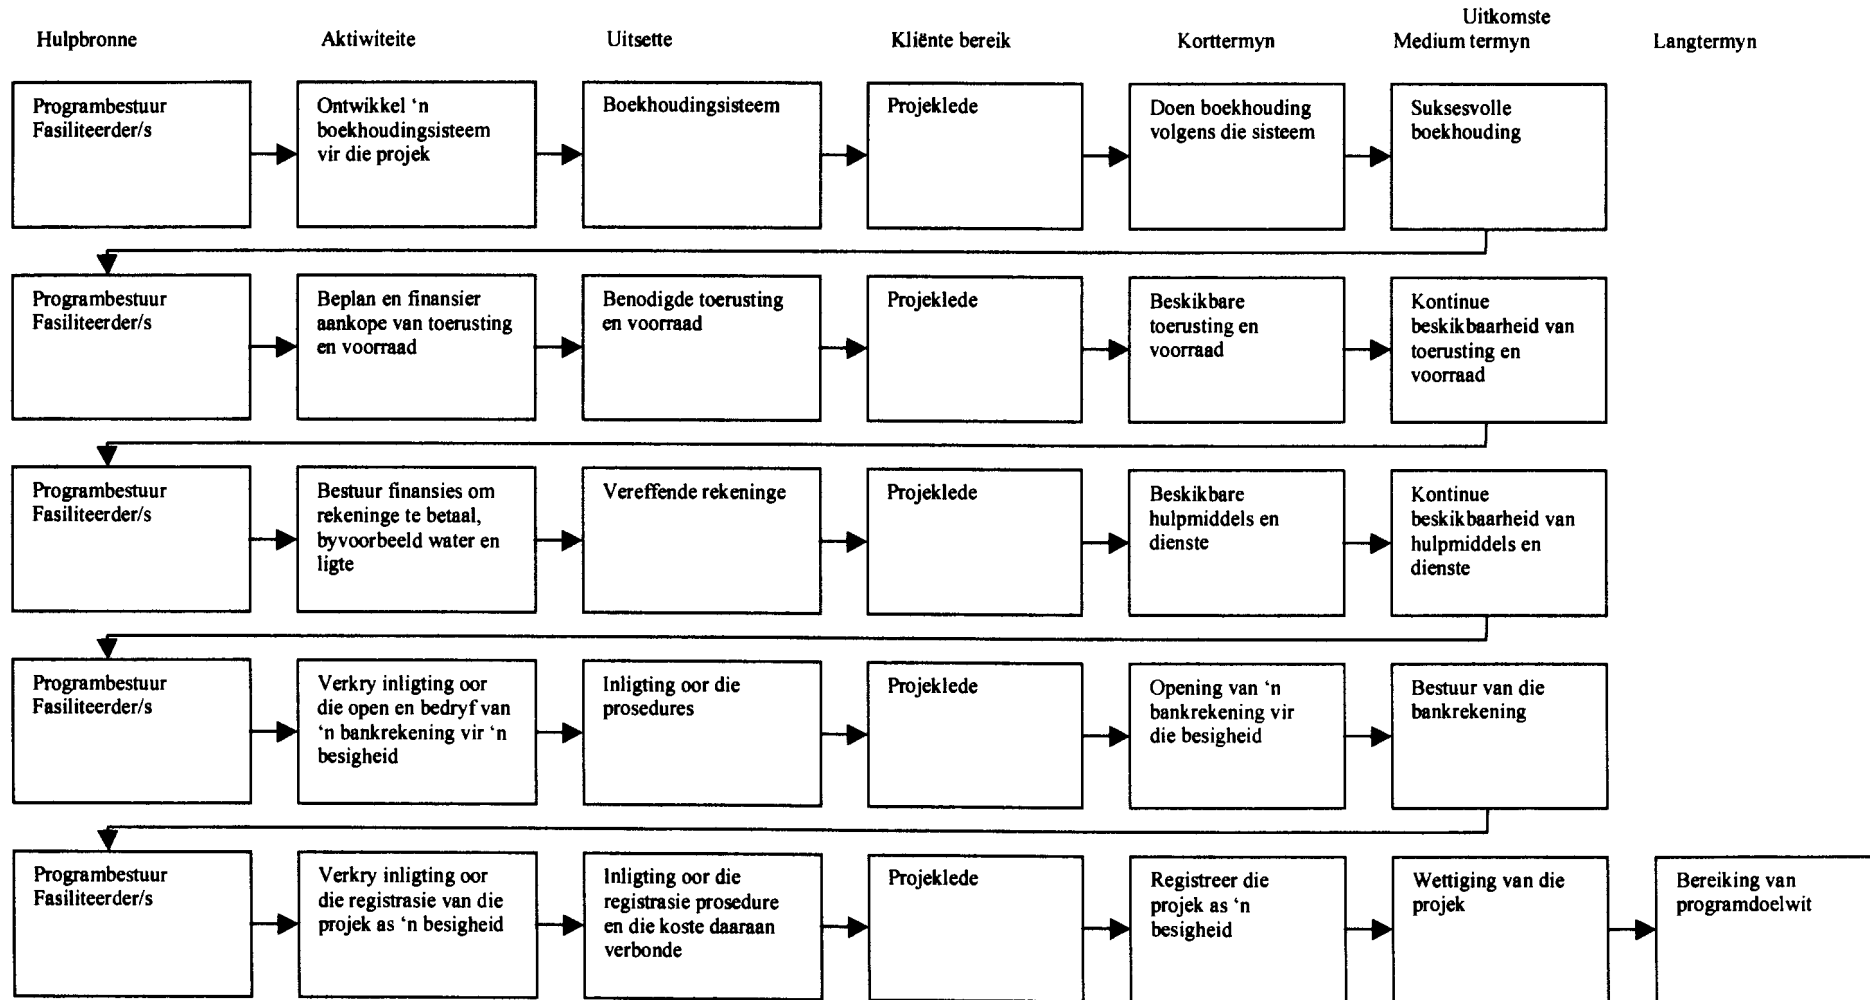 Uitkomste
Hulpbronne
Aktiwiteite
Uitsette
Kliënte bereik
Korttermyn
Medium termyn
Langtermyn
Programbestuur
Fasiliteerder/s
Ontwikkel ‘n
boekhoudingsisteem
vir die projek
Boekhoudingsisteem
Projeklede
Doen boekhouding
volgens die sisteem
Suksesvolle
boekhouding
Programbestuur
Fasiliteerder/s
Beplan en finansier
aankope van toerusting
en voorraad
Benodigde toerusting
en voorraad
Projeklede
Beskikbare
toerusting en
voorraad
Kontinue
beskikbaarheid van
toerusting en
voorraad
Programbestuur
Fasiliteerder/s
Bestuur finansies om
rekeninge te betaal,
byvoorbeeld water en
ligte
Vereffende rekeninge
Projeklede
Beskikbare
hulpmiddels en
dienste
Kontinue
beskikbaarheid van
hulpmiddels en
dienste
Programbestuur
Fasiliteerder/s
Verkry inligting oor
die open en bedryf van
‘n bankrekening vir ‘n
besigheid
Inligting oor die
prosedures
Projeklede
Opening van ‘n
bankrekening vir
die besigheid
Bestuur van die
bankrekening
Programbestuur
Fasiliteerder/s
Verkry inligting oor
die registrasie van die
projek as ‘n besigheid
Inligting oor die
registrasie prosedure
en die koste daaraan
verbonde
Projeklede
Registreer die
projek as ‘n
besigheid
Wettiging van die
projek
Bereiking van
programdoelwit